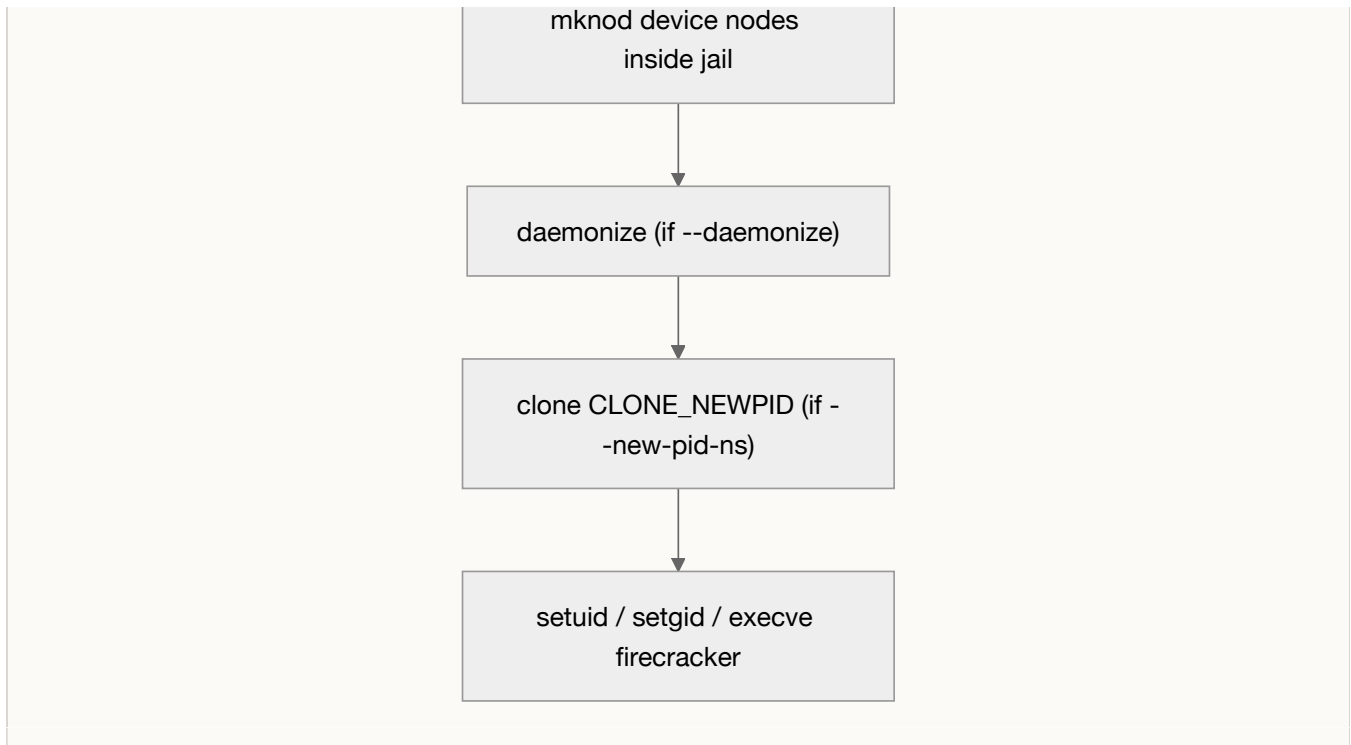 mknod device nodes
inside jail
daemonize (if --daemonize)
clone CLONE_NEWPID (if -
-new-pid-ns)
setuid / setgid / execve
firecracker